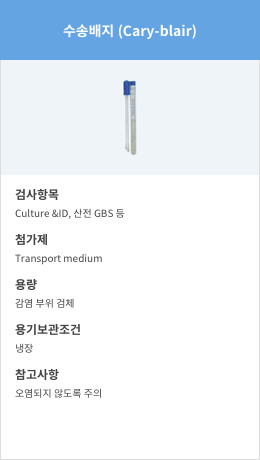 수송배지 (Cary-blair)
검사항목
Culture &ID, 산전 GBS 등
첨가제
Transport medium
용량
감염 부위 검체
용기보관조건
냉장
참고사항
오염되지 않도록 주의